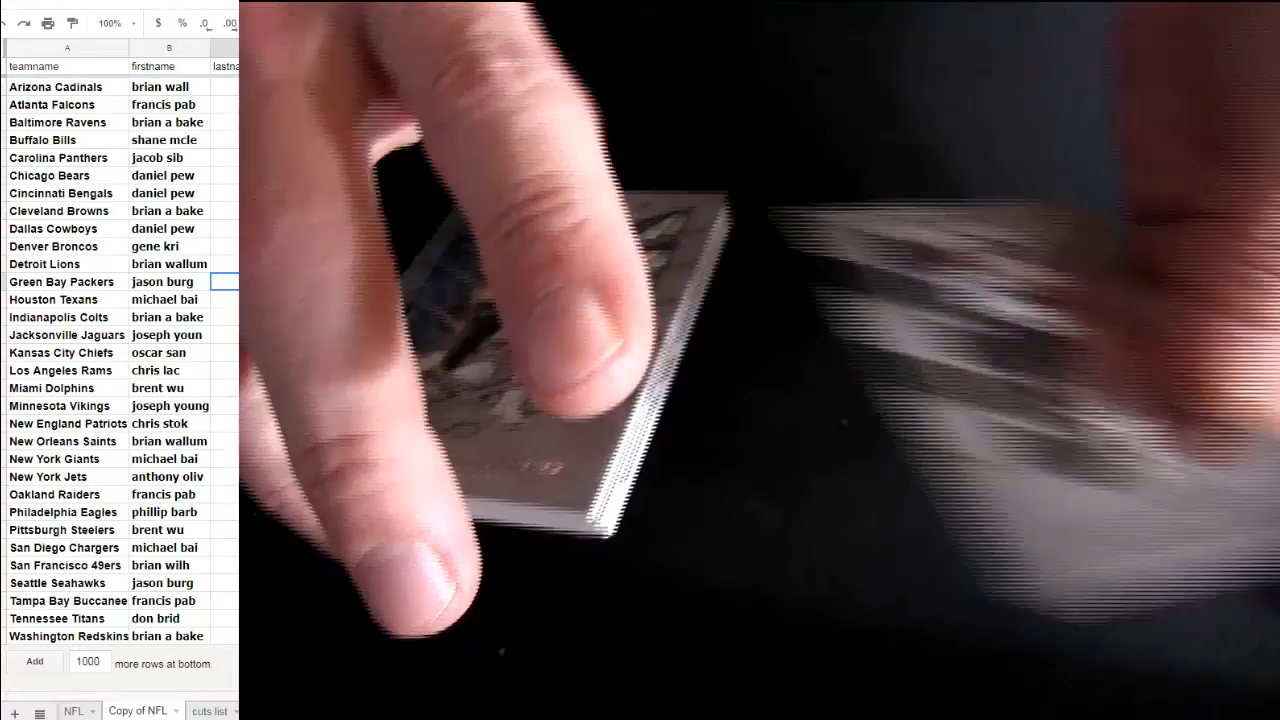 100%
$ % .0 .00
A B
teamname firstname lastna
Arizona Cadinals brian wall
Atlanta Falcons francis pab
Baltimore Ravens brian a bake
Buffalo Bills shane mcle
Carolina Panthers jacob sib
Chicago Bears daniel pew
Cincinnati Bengals daniel pew
Cleveland Browns brian a bake
Dallas Cowboys daniel pew
Denver Broncos gene kri
Detroit Lions brian wallum
Green Bay Packers jason burg
Houston Texans michael bai
Indianapolis Colts brian a bake
Jacksonville Jaguars joseph youn
Kansas City Chiefs oscar san
Los Angeles Rams chris lac
Miami Dolphins brent wu
Minnesota Vikings joseph young
New England Patriots chris stok
New Orleans Saints brian wallum
New York Giants michael bai
New York Jets anthony oliv
Oakland Raiders francis pab
Philadelphia Eagles phillip barb
Pittsburgh Steelers brent wu
San Diego Chargers michael bai
San Francisco 49ers brian wilh
Seattle Seahawks jason burg
Tampa Bay Buccanee francis pab
Tennessee Titans don brid
Washington Redskins brian a bake
Add 1000 more rows at bottom.
NFL Copy of NFL cuts list